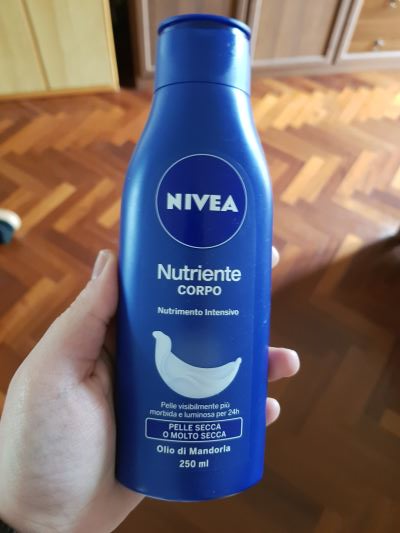 NIVEA
Nutriente
CORPO
Nutrimento Intensivo
Pelle visibilmente più
morbida e luminosa per 24h
PELLE SECCA
O MOLTO SECCA
Olio di Mandorla
250 ml